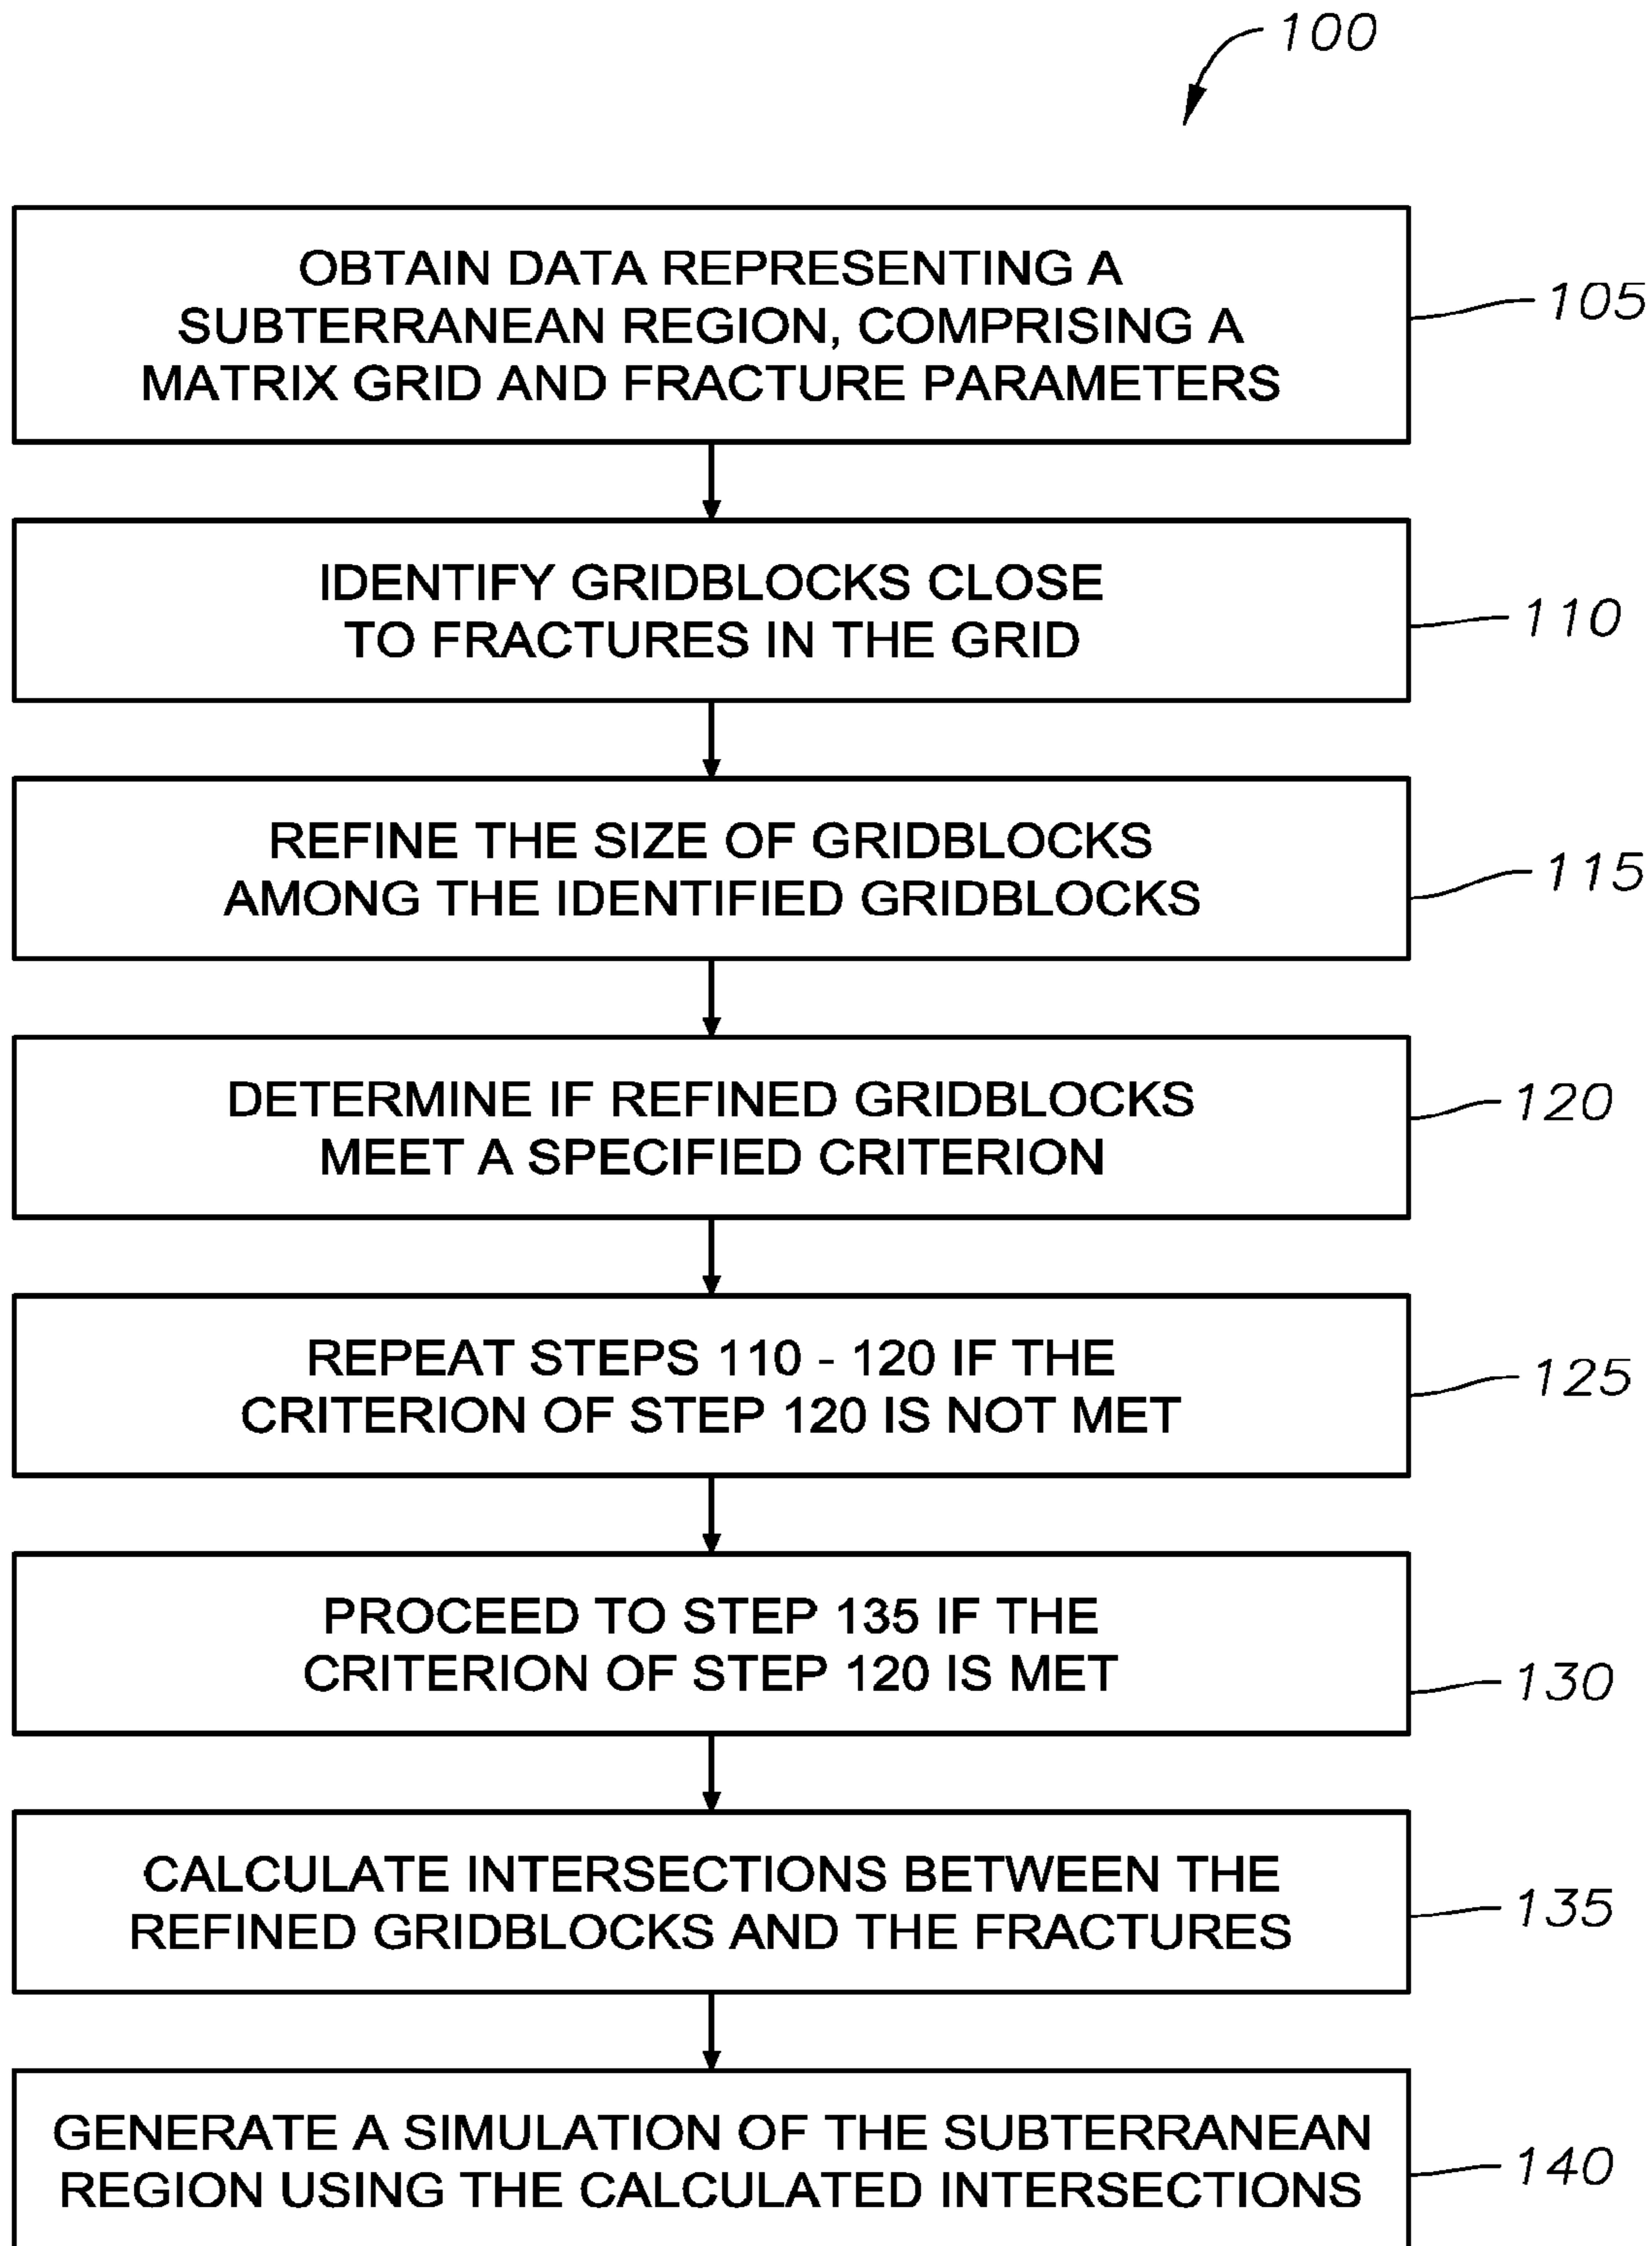 100
OBTAIN DATA REPRESENTING A
SUBTERRANEAN REGION, COMPRISING A
MATRIX GRID AND FRACTURE PARAMETERS
105
IDENTIFY GRIDBLOCKS CLOSE
TO FRACTURES IN THE GRID
110
REFINE THE SIZE OF GRIDBLOCKS
AMONG THE IDENTIFIED GRIDBLOCKS
115
DETERMINE IF REFINED GRIDBLOCKS
MEET A SPECIFIED CRITERION
120
REPEAT STEPS 110 - 120 IF THE
CRITERION OF STEP 120 IS NOT MET
125
PROCEED TO STEP 135 IF THE
CRITERION OF STEP 120 IS MET
130
CALCULATE INTERSECTIONS BETWEEN THE
REFINED GRIDBLOCKS AND THE FRACTURES
135
GENERATE A SIMULATION OF THE SUBTERRANEAN
REGION USING THE CALCULATED INTERSECTIONS
140